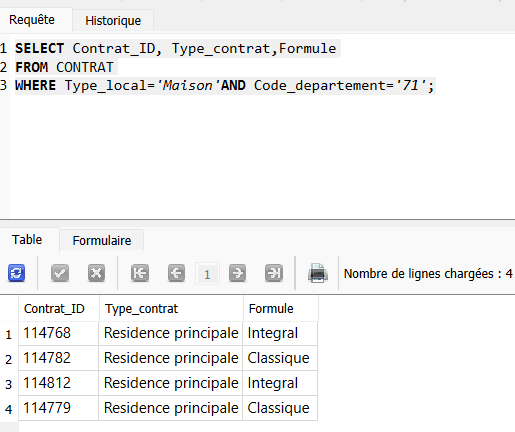 Requête Historique
1 SELECT Contrat_ID, Type_contrat,Formule
2 FROM CONTRAT
3 WHERE Type_local='Maison'AND Code_departement='71';
Table Formulaire
1 Nombre de lignes chargées : 4
Contrat_ID Type_contrat Formule
1 114768 Residence principale Integral
2 114782 Residence principale Classique
3 114812 Residence principale Integral
4 114779 Residence principale Classique